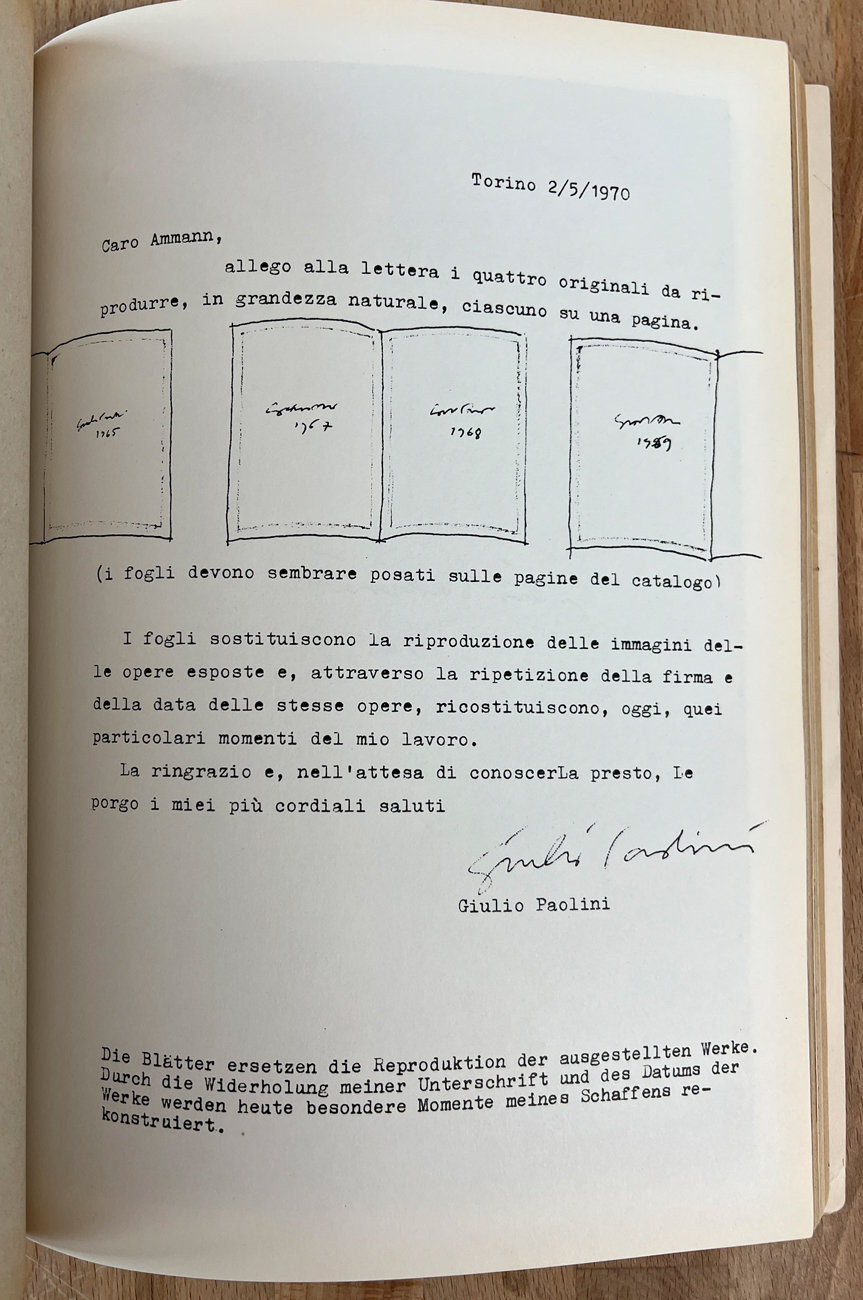 Torino 2/5/1970
Caro Ammann,
allego alla lettera i quattro originali da ri-
produrre, in grandezza naturale, ciascuno su una pagina.
1965
1967
1968
1969
(i fogli devono sembrare posati sulle pagine del catalogo)
I fogli sostituiscono la riproduzione delle immagini del-
le opere esposte e, attraverso la ripetizione della firma e
della data delle stesse opere, ricostituiscono, oggi, quei
particolari momenti del mio lavoro.
La ringrazio e, nell'attesa di conoscerLa presto, Le
porgo i miei più cordiali saluti
Giulio Paolini
Giulio Paolini
Die Blätter ersetzen die Reproduktion der ausgestellten Werke.
Durch die Widerholung meiner Unterschrift und des Datums der
Werke werden heute besondere Momente meines Schaffens re-
konstruiert.